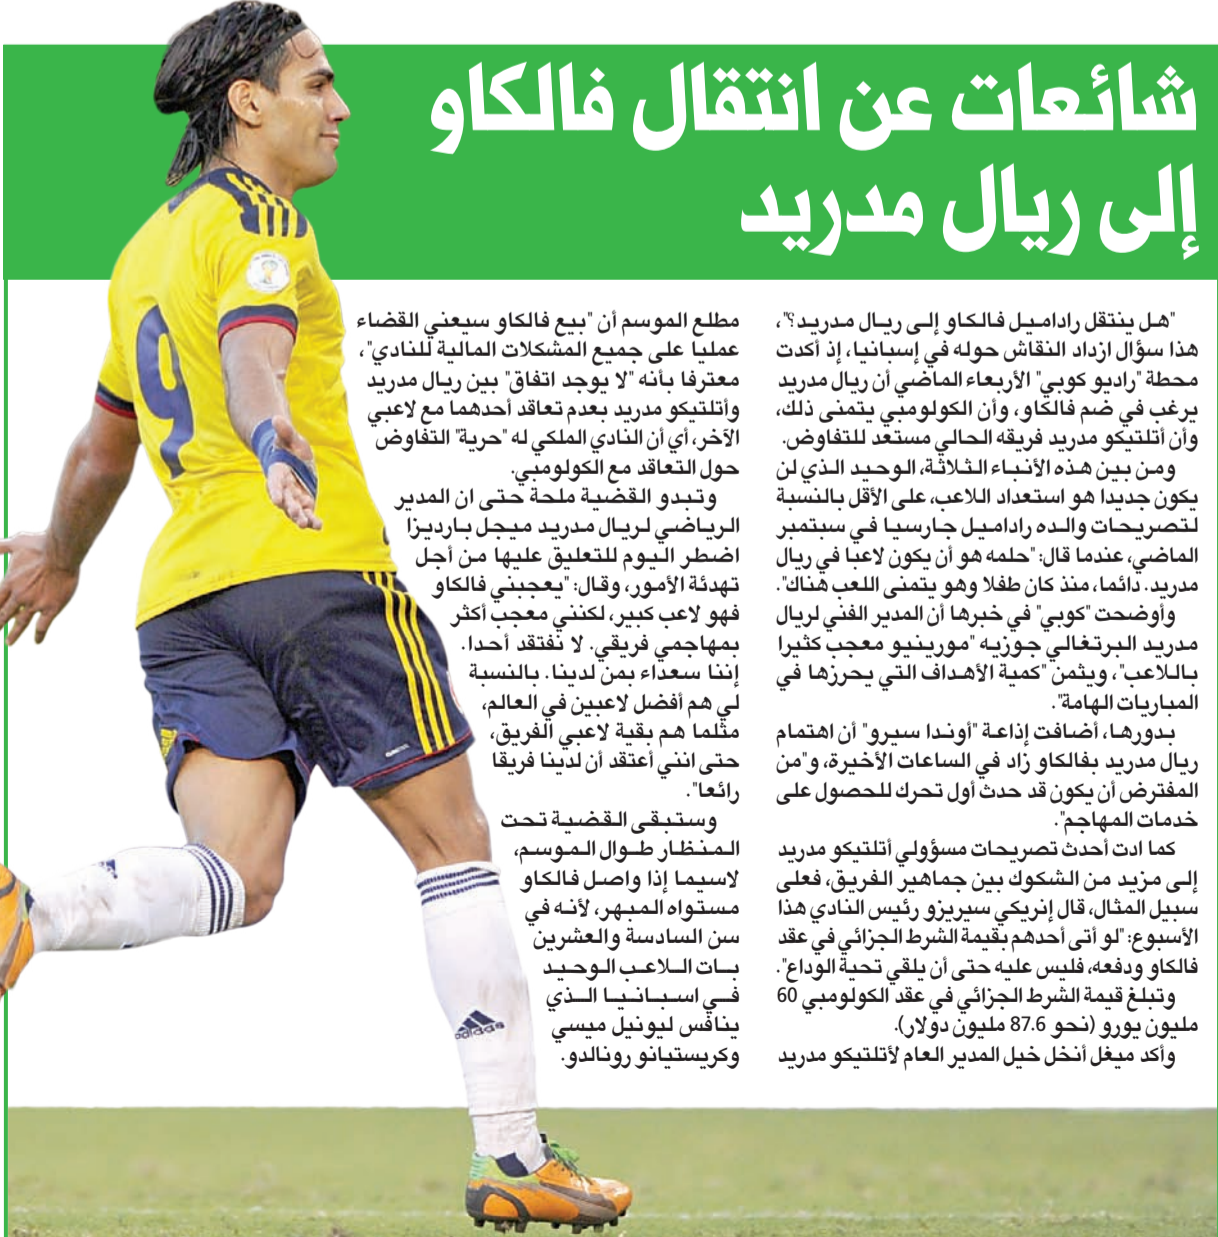 شائعات عن انتقال فالكاو
إلى ريال مدريد
"هل ينتقل راداميل فالكاو إلى ريال مدريد؟"،
هذا سؤال ازداد النقاش حوله في إسبانيا، إذ أكدت
محطة "راديو كوبي" الأربعاء الماضي أن ريال مدريد
يرغب في ضم فالكاو، وأن الكولومبي يتمنى ذلك،
وأن أتلتيكو مدريد فريقه الحالي مستعد للتفاوض.
ومن بين هذه الأنباء الثلاثة، الوحيد الذي لن
يكون جديدا هو استعداد اللاعب، على الأقل بالنسبة
لتصريحات والده راداميل جارسيا في سبتمبر
الماضي، عندما قال: "حلمه هو أن يكون لاعبا في ريال
مدريد. دائما، منذ كان طفلا وهو يتمنى اللعب هناك".
وأوضحت "كوبي" في خبرها أن المدير الفني لريال
مدريد البرتغالي جوزيه "مورينيو معجب كثيرا
باللاعب"، ويثمن "كمية الأهداف التي يحرزها في
المباريات الهامة".
بدورها، أضافت إذاعة "أوندا سيرو" أن اهتمام
ريال مدريد بفالكاو زاد في الساعات الأخيرة، و"من
المفترض أن يكون قد حدث أول تحرك للحصول على
خدمات المهاجم".
كما ادت أحدث تصريحات مسؤولي أتلتيكو مدريد
إلى مزيد من الشكوك بين جماهير الفريق، فعلى
سبيل المثال، قال إنريكي سيريزو رئيس النادي هذا
الأسبوع: "لو أتى أحدهم بقيمة الشرط الجزائي في عقد
فالكاو ودفعه، فليس عليه حتى أن يلقي تحية الوداع".
وتبلغ قيمة الشرط الجزائي في عقد الكولومبي 60
مليون يورو (نحو 87.6 مليون دولار).
وأكد ميغل أنخل خيل المدير العام لأتلتيكو مدريد
مطلع الموسم أن "بيع فالكاو سيعني القضاء
عمليا على جميع المشكلات المالية للنادي"،
معترفا بأنه "لا يوجد اتفاق" بين ريال مدريد
وأتلتيكو مدريد بعدم تعاقد أحدهما مع لاعبي
الآخر، أي أن النادي الملكي له "حرية" التفاوض
حول التعاقد مع الكولومبي.
وتبدو القضية ملحة حتى ان المدير
الرياضي لريال مدريد ميجل بارديزا
اضطر اليوم للتعليق عليها من أجل
تهدئة الأمور، وقال: "يعجبني فالكاو
فهو لاعب كبير، لكنني معجب أكثر
بمهاجمي فريقي. لا نفتقد أحدا.
إننا سعداء بمن لدينا. بالنسبة
لي هم أفضل لاعبين في العالم،
مثلما هم بقية لاعبي الفريق،
حتى انني أعتقد أن لدينا فريقا
رائعا".
وستبقى القضية تحت
المنظار طوال الموسم،
لاسيما إذا واصل فالكاو
مستواه المبهر، لأنه في
سن السادسة والعشرين
بات اللاعب الوحيد
في اسبانيا الذي
ينافس ليونيل ميسي
وكريستيانو رونالدو.
9
adidas